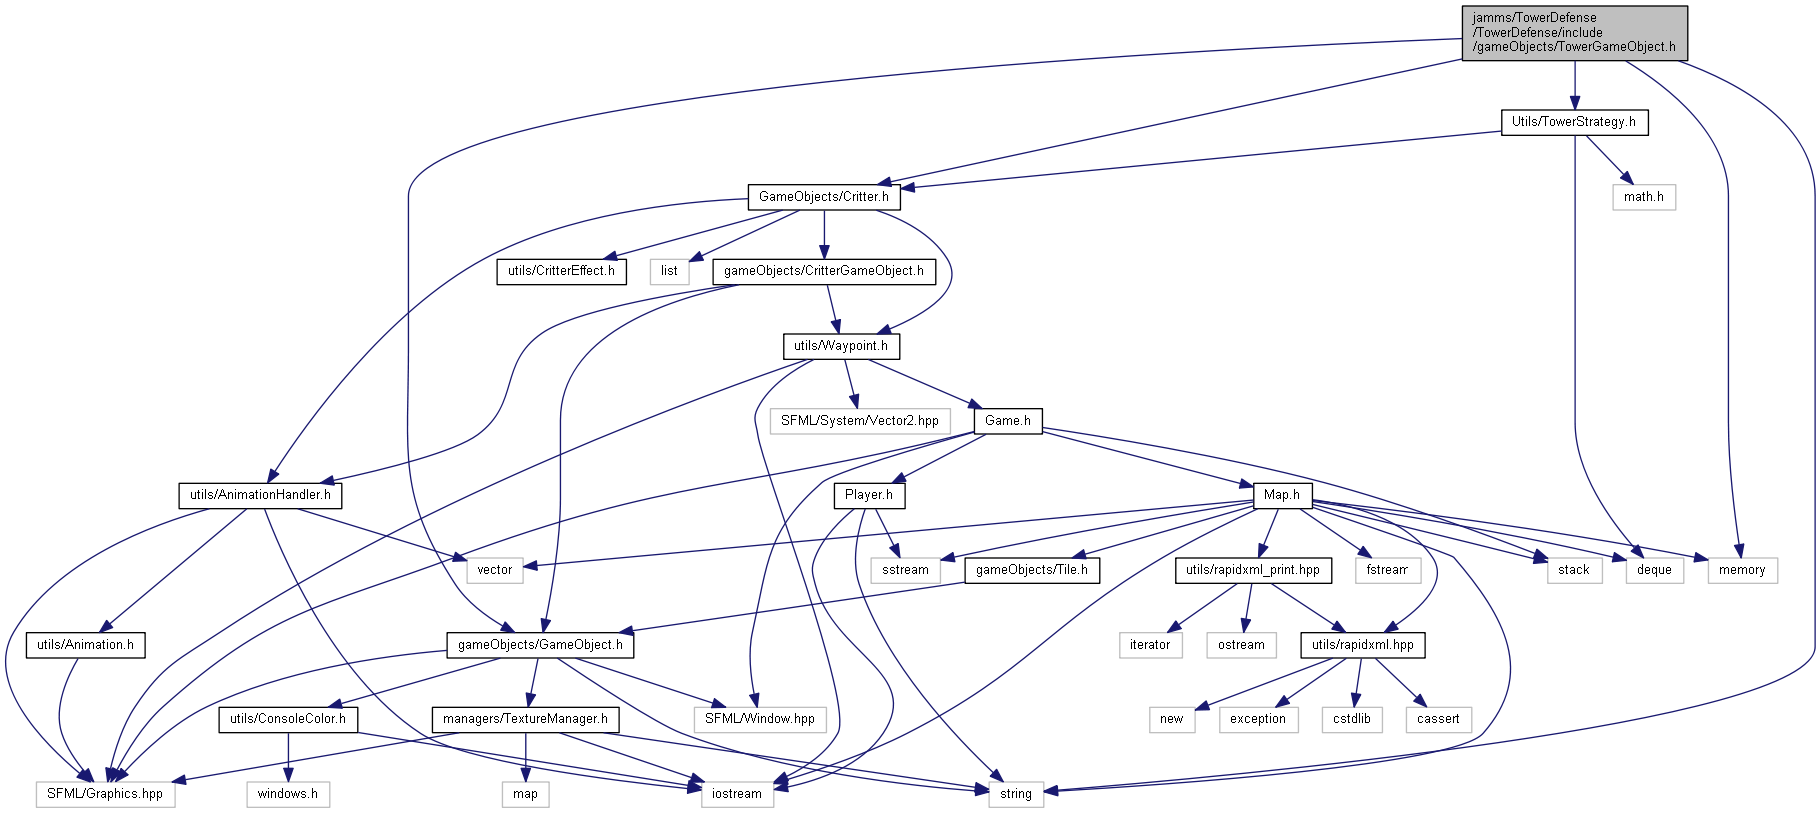 jamms/TowerDefense
/TowerDefense/include
/gameObjects/TowerGameObject.h
Utils/TowerStrategy.h
GameObjects/Critter.h
math.h
utils/CritterEffect.h
list
gameObjects/CritterGameObject.h
utils/Waypoint.h
SFML/System/Vector2.hpp
Game.h
utils/AnimationHandler.h
Player.h
Map.h
vector
sstream
gameObjects/Tile.h
utils/rapidxml_print.hpp
fstream
stack
deque
memory
utils/Animation.h
gameObjects/GameObject.h
iterator
ostream
utils/rapidxml.hpp
utils/ConsoleColor.h
managers/TextureManager.h
SFML/Window.hpp
new
exception
cstdlib
cassert
SFML/Graphics.hpp
windows.h
map
iostream
string